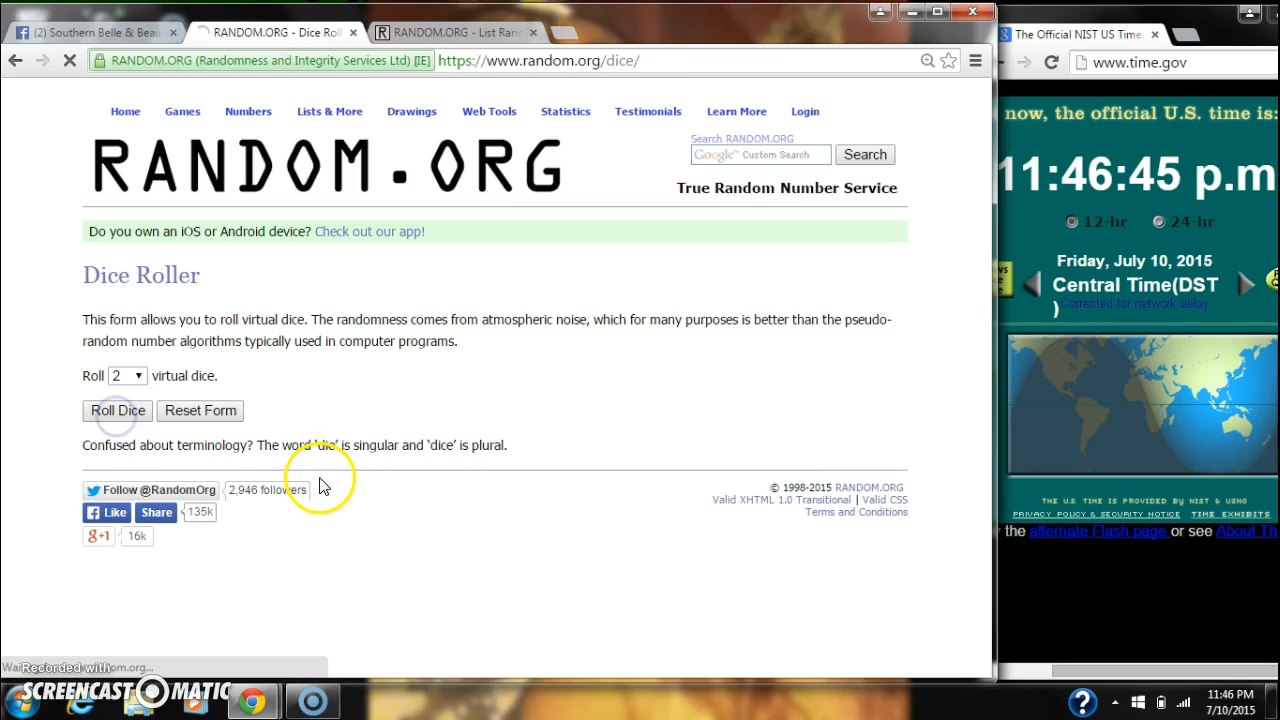 (2) Southern Belle & Beau
RANDOM.ORG - Dice Roll
RANDOM.ORG - List Ran
RANDOM.ORG (Randomness and Integrity Services Ltd) [IE]
https://www.random.org/dice/
Home
Games
Numbers
Lists & More
Drawings
Web Tools
Statistics
Testimonials
Learn More
Login
RANDOM.ORG
Search RANDOM.ORG
Google™ Custom Search
Search
True Random Number Service
Do you own an iOS or Android device? Check out our app!
Dice Roller
This form allows you to roll virtual dice. The randomness comes from atmospheric noise, which for many purposes is better than the pseudo-
random number algorithms typically used in computer programs.
Roll 2 virtual dice.
Roll Dice
Reset Form
Confused about terminology? The word 'die' is singular and 'dice' is plural.
Follow @RandomOrg
2,946 followers
Like
Share
135k
g+1
16k
© 1998-2015 RANDOM.ORG
Valid XHTML 1.0 Transitional | Valid CSS
Terms and Conditions
Recorded with
SCREENCAST-O-MATIC
The Official NIST US Time:
www.time.gov
now, the official U.S. time is:
11:46:45 p.m
12-hr
24-hr
Friday, July 10, 2015
Central Time(DST
)
Corrected for network delay
THE U.S. TIME IS PROVIDED BY NIST & USNO
PRIVACY POLICY & SECURITY NOTICE
TIME EXHIBITS
the alternate Flash page or see About Th
11:46 PM
7/10/2015